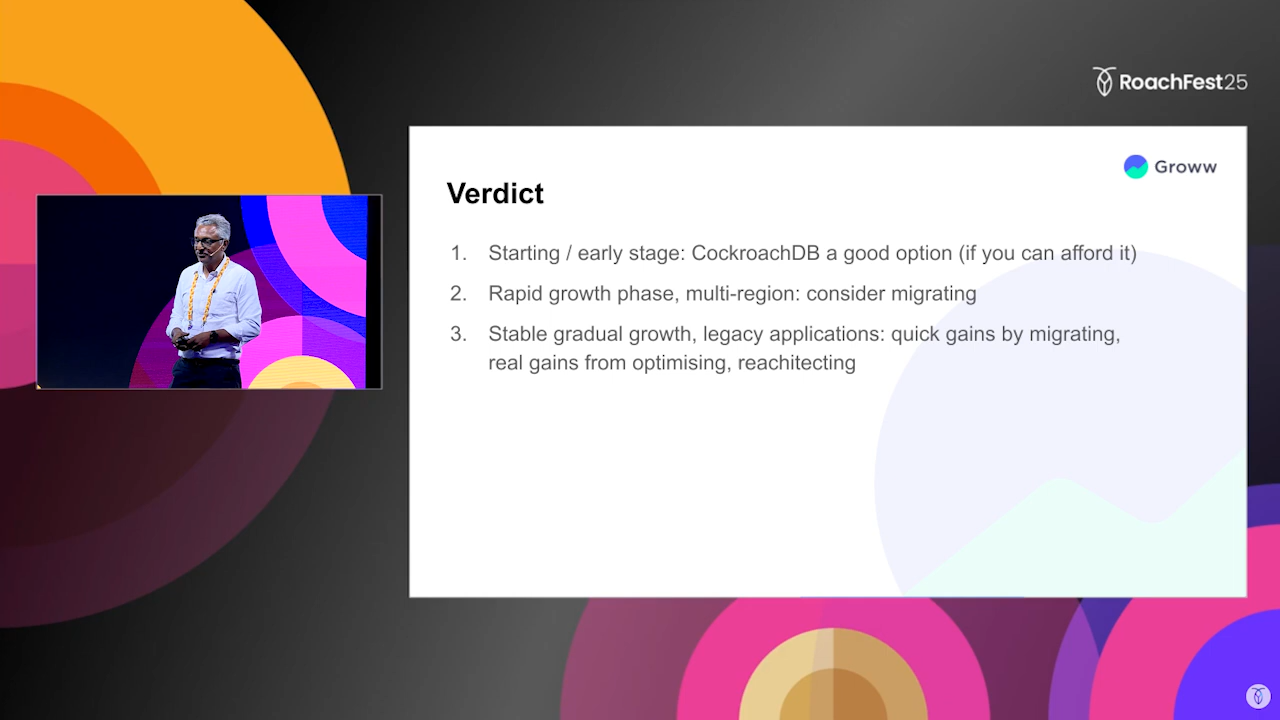 RoachFest25
Groww
Verdict
1. Starting / early stage: CockroachDB a good option (if you can afford it)
2. Rapid growth phase, multi-region: consider migrating
3. Stable gradual growth, legacy applications: quick gains by migrating,
real gains from optimising, reachitecting